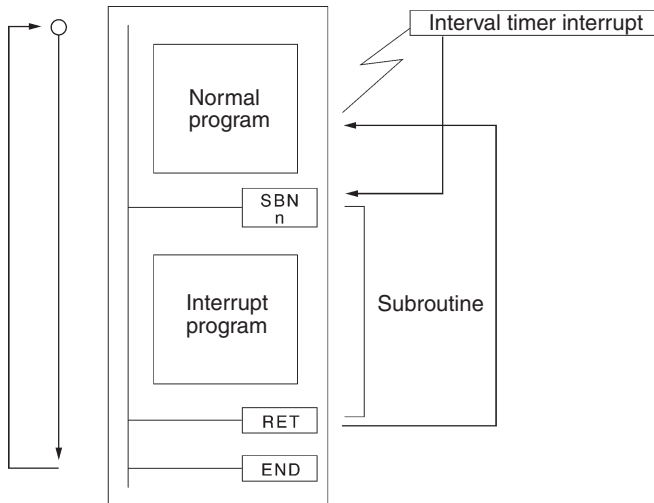 Interval timer interrupt
Normal
program
SBN
n
Interrupt
program
Subroutine
RET
END